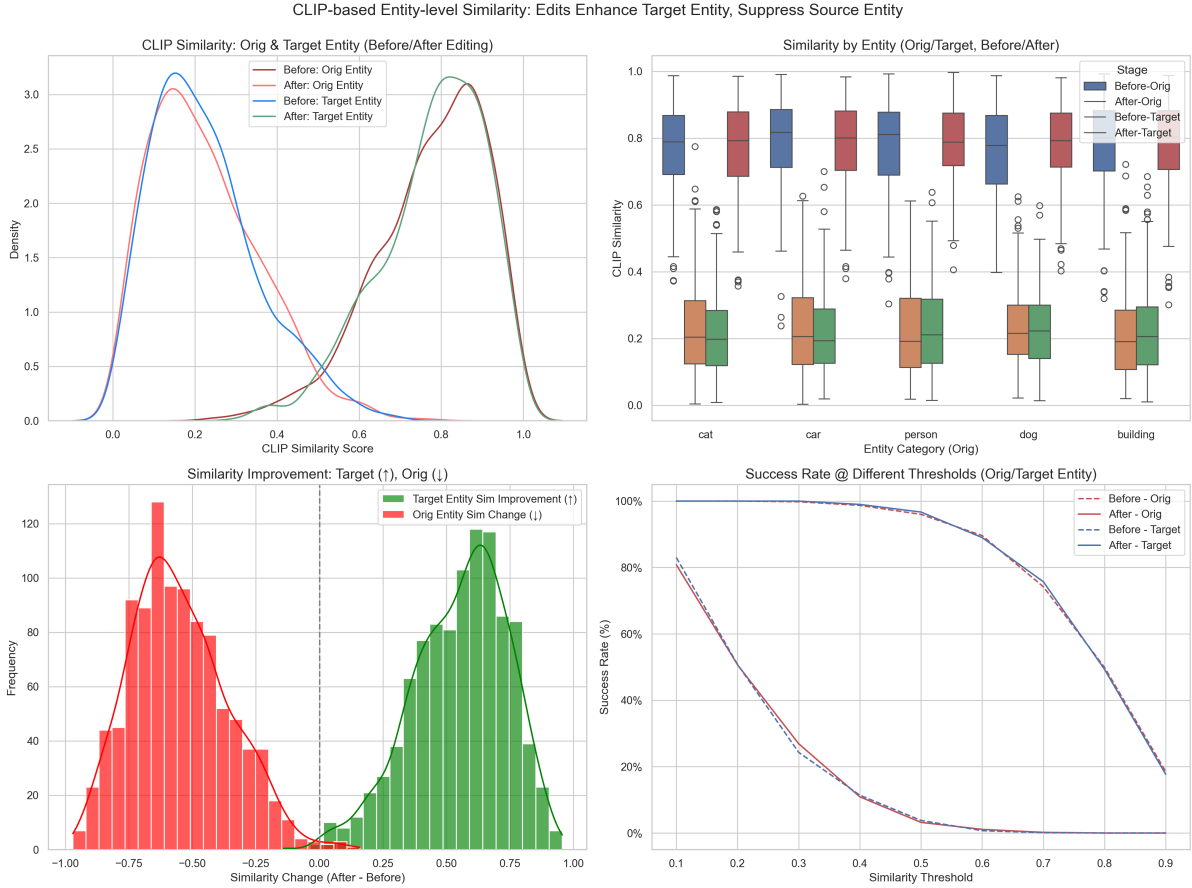 CLIP-based Entity-level Similarity: Edits Enhance Target Entity, Suppress Source Entity
CLIP Similarity: Orig & Target Entity (Before/After Editing)
Before: Orig Entity
After: Orig Entity
Before: Target Entity
After: Target Entity
Density
3.0
2.5
2.0
1.5
1.0
0.5
0.0
0.0 0.2 0.4 0.6 0.8 1.0
CLIP Similarity Score
Similarity by Entity (Orig/Target, Before/After)
Stage
Before-Orig
After-Orig
Before-Target
After-Target
CLIP Similarity
1.0
0.8
0.6
0.4
0.2
0.0
cat car person dog building
Entity Category (Orig)
Similarity Improvement: Target (↑), Orig (↓)
Target Entity Sim Improvement (↑)
Orig Entity Sim Change (↓)
Frequency
120
100
80
60
40
20
0
−1.00 −0.75 −0.50 −0.25 0.00 0.25 0.50 0.75 1.00
Similarity Change (After - Before)
Success Rate @ Different Thresholds (Orig/Target Entity)
Before - Orig
After - Orig
Before - Target
After - Target
Success Rate (%)
100%
80%
60%
40%
20%
0%
0.1 0.2 0.3 0.4 0.5 0.6 0.7 0.8 0.9
Similarity Threshold